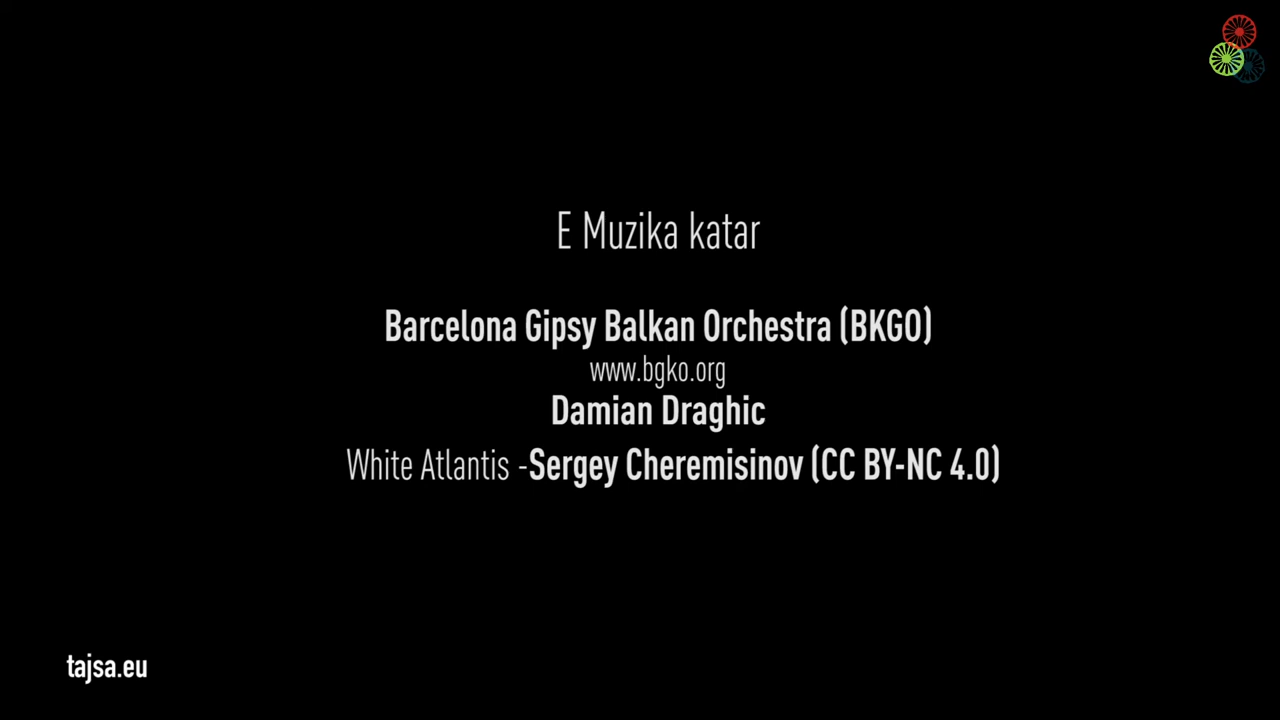 E Muzika katar
Barcelona Gipsy Balkan Orchestra (BKGO)
www.bgko.org
Damian Draghic
White Atlantis -Sergey Cheremisinov (CC BY-NC 4.0)
tajsa.eu